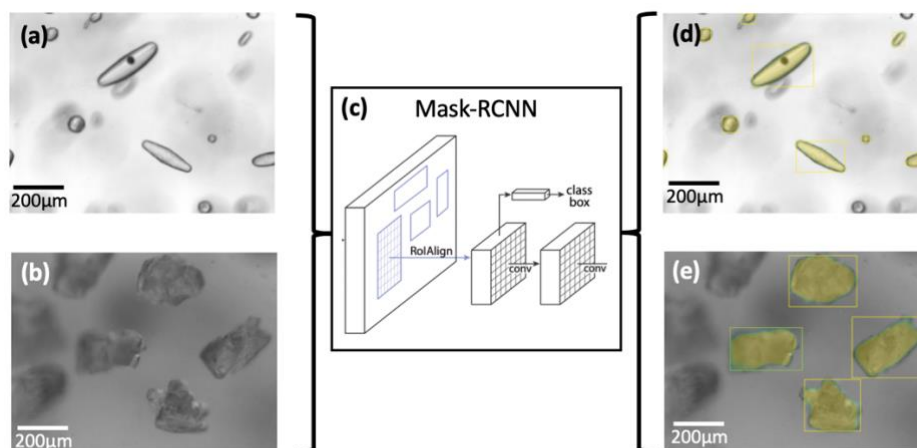 (a)
200μm
(b)
200μm
(c) Mask-RCNN
class
box
RoIAlign
conv
conv
(d)
200μm
(e)
200μm